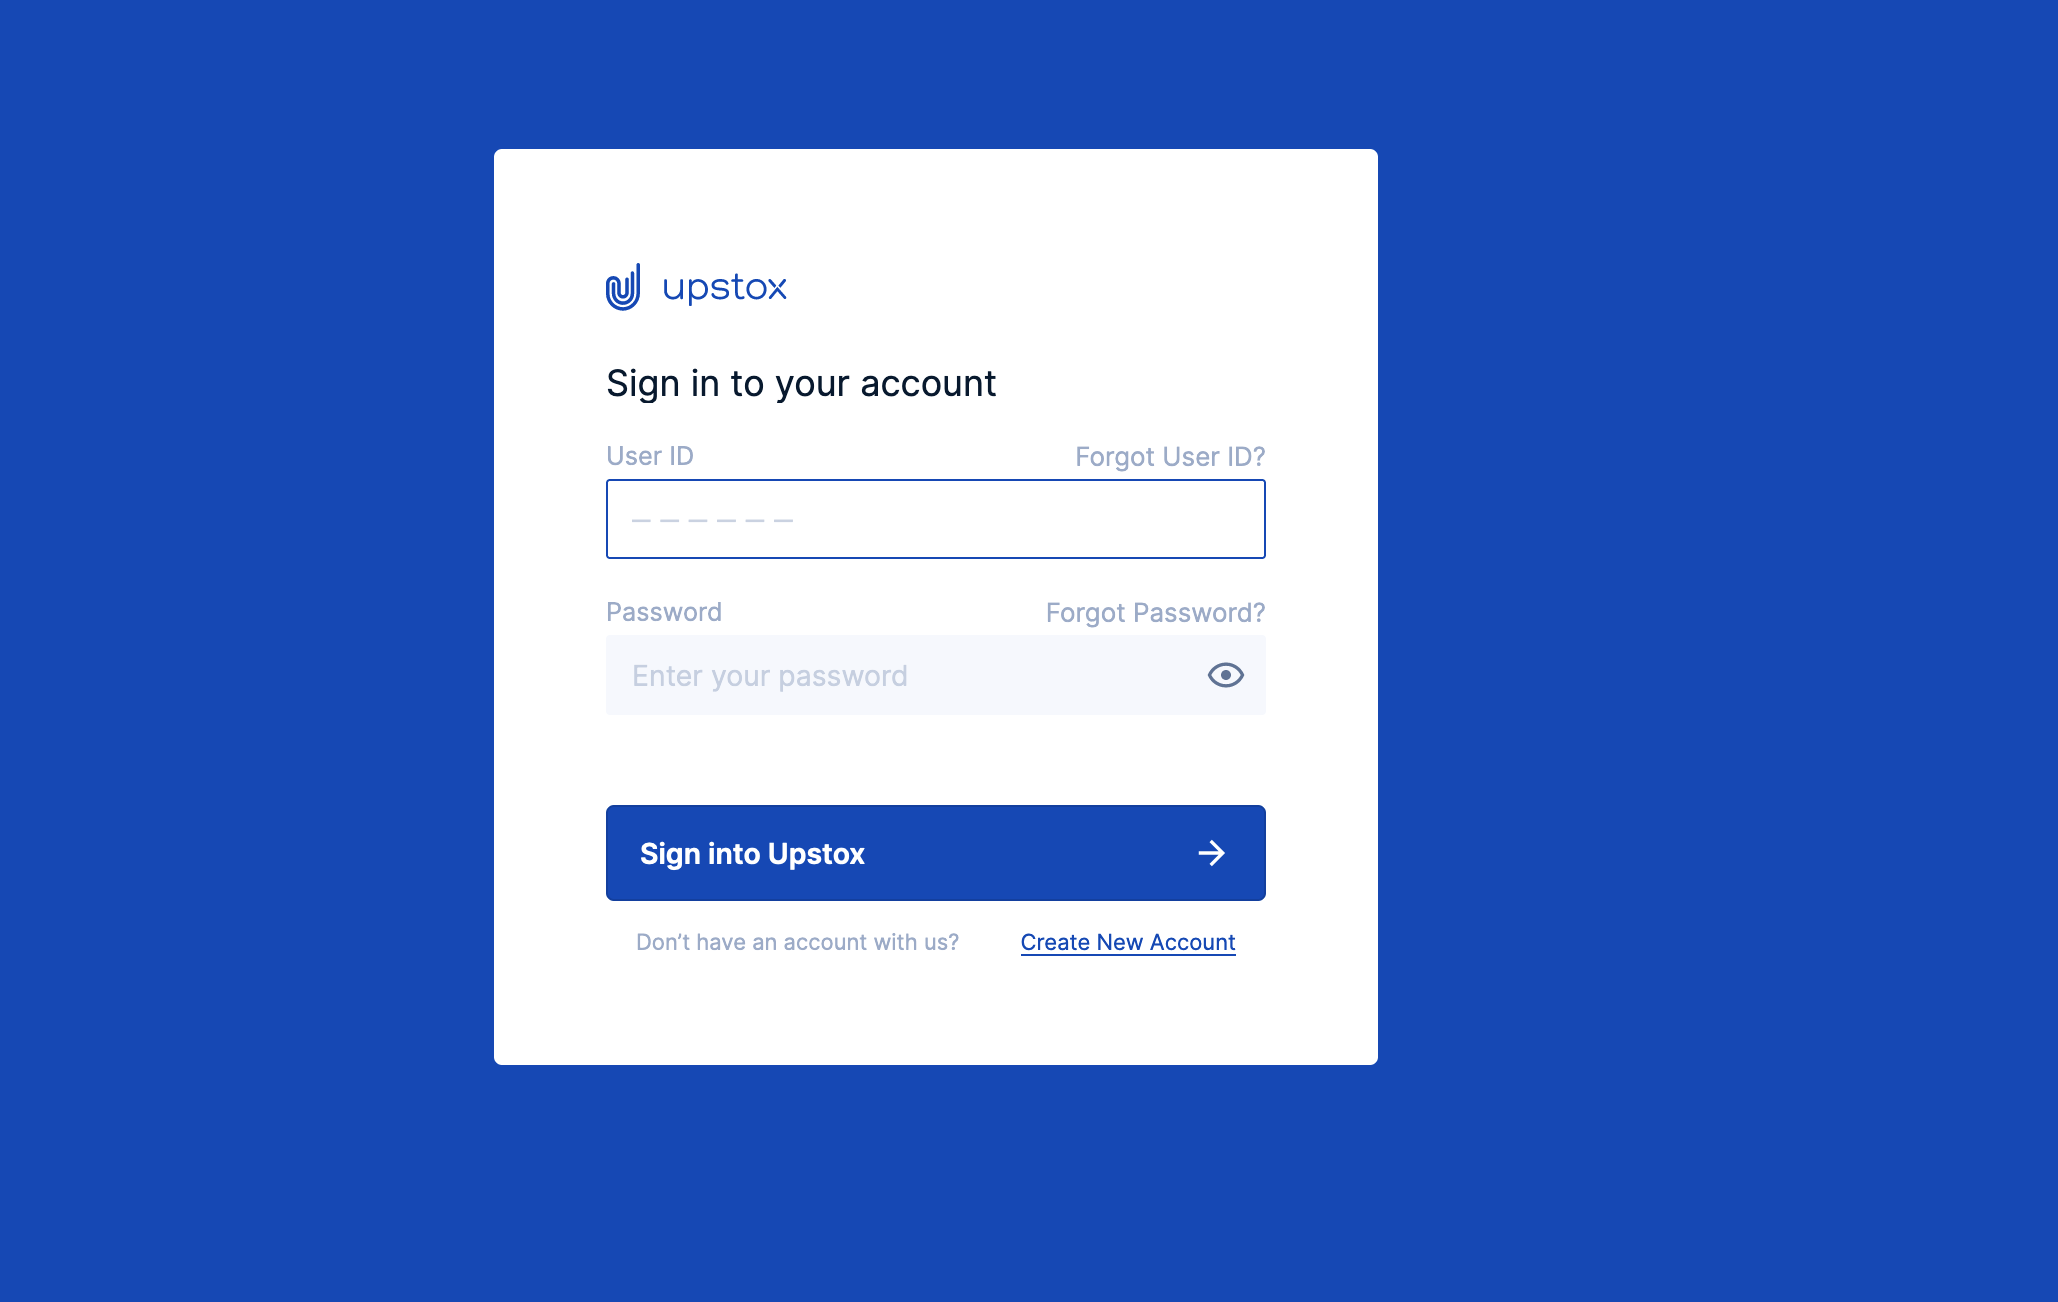 upstox
Sign in to your account
User ID
Forgot User ID?
_ _ _ _ _ _
Password
Forgot Password?
Enter your password
Sign into Upstox
Don’t have an account with us?
Create New Account